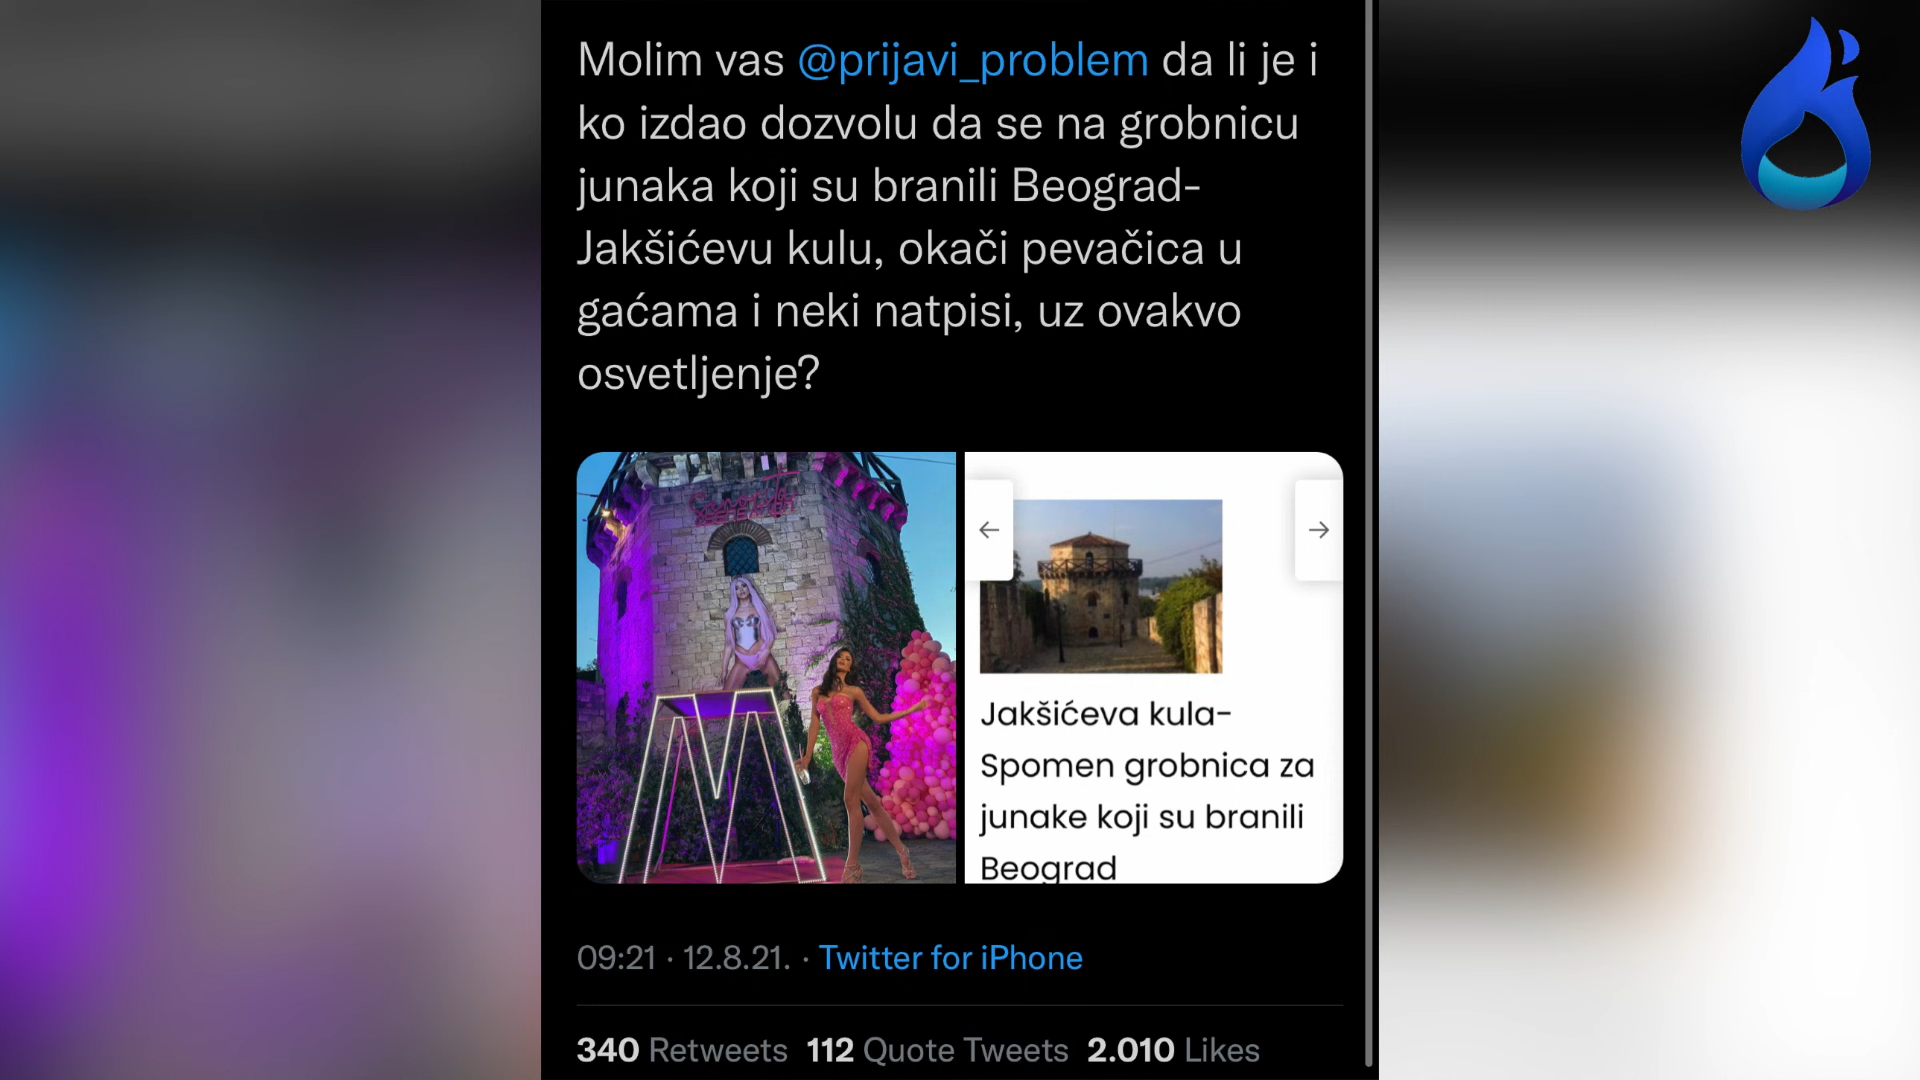 Molim vas @prijavi_problem da li je i
ko izdao dozvolu da se na grobnicu
junaka koji su branili Beograd-
Jakšićevu kulu, okači pevačica u
gaćama i neki natpisi, uz ovakvo
osvetljenje?
M
Jakšićeva kula-
Spomen grobnica za
junake koji su branili
Beograd
09:21 · 12.8.21. · Twitter for iPhone
340 Retweets 112 Quote Tweets 2.010 Likes